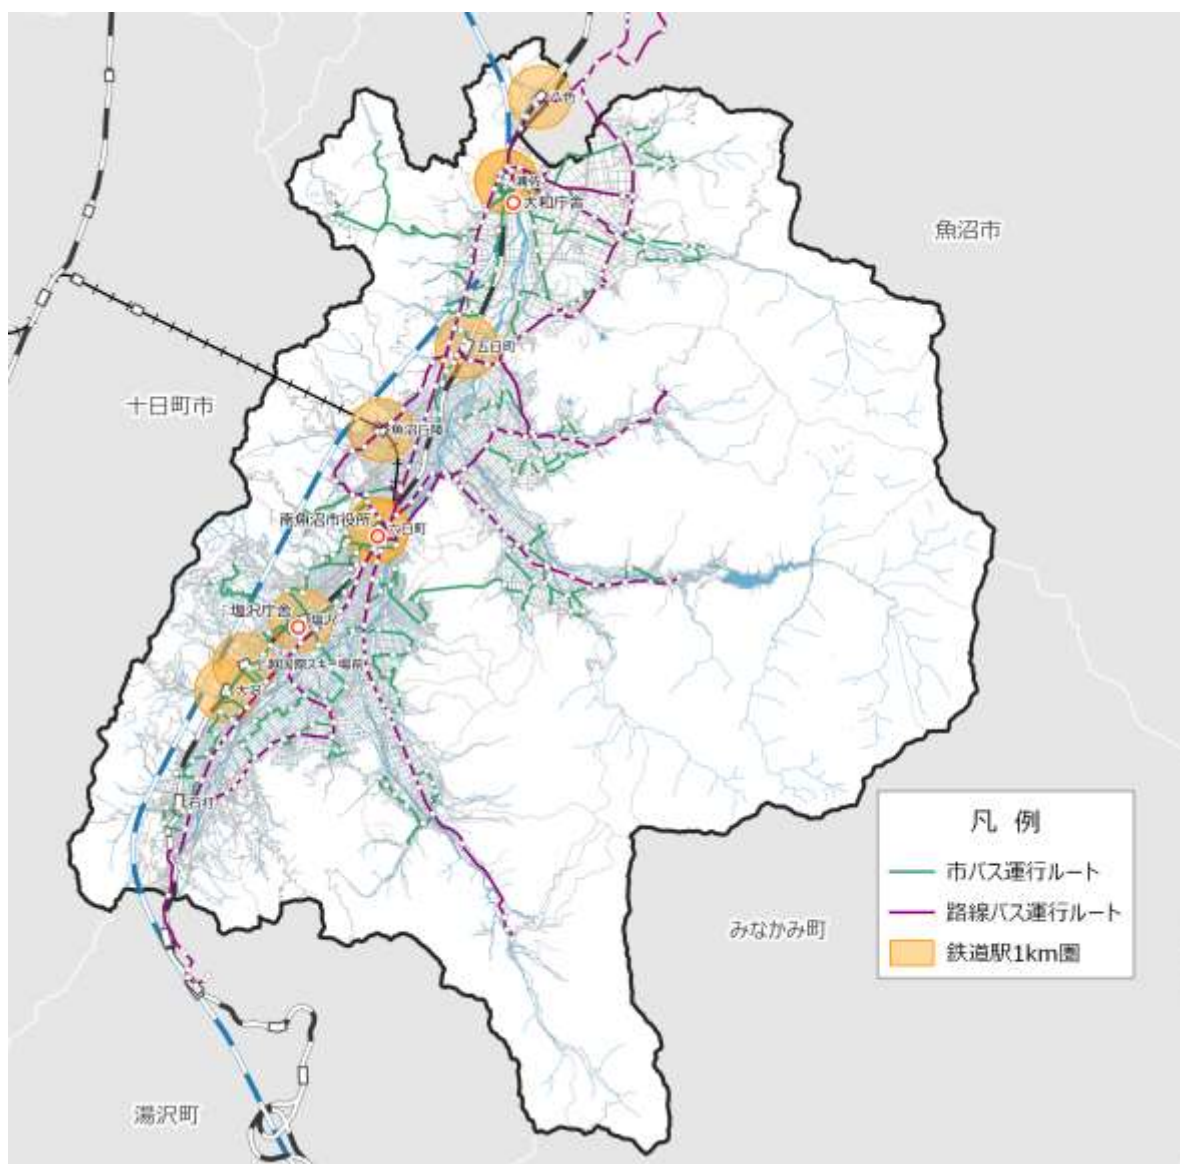 浦佐
大和庁舎
魚沼市
五日町
十日町市
魚沼丘陵
南魚沼市役所
六日町
塩沢庁舎
塩沢
大沢
石打
凡 例
市バス運行ルート
路線バス運行ルート
鉄道駅1km圏
みなかみ町
湯沢町